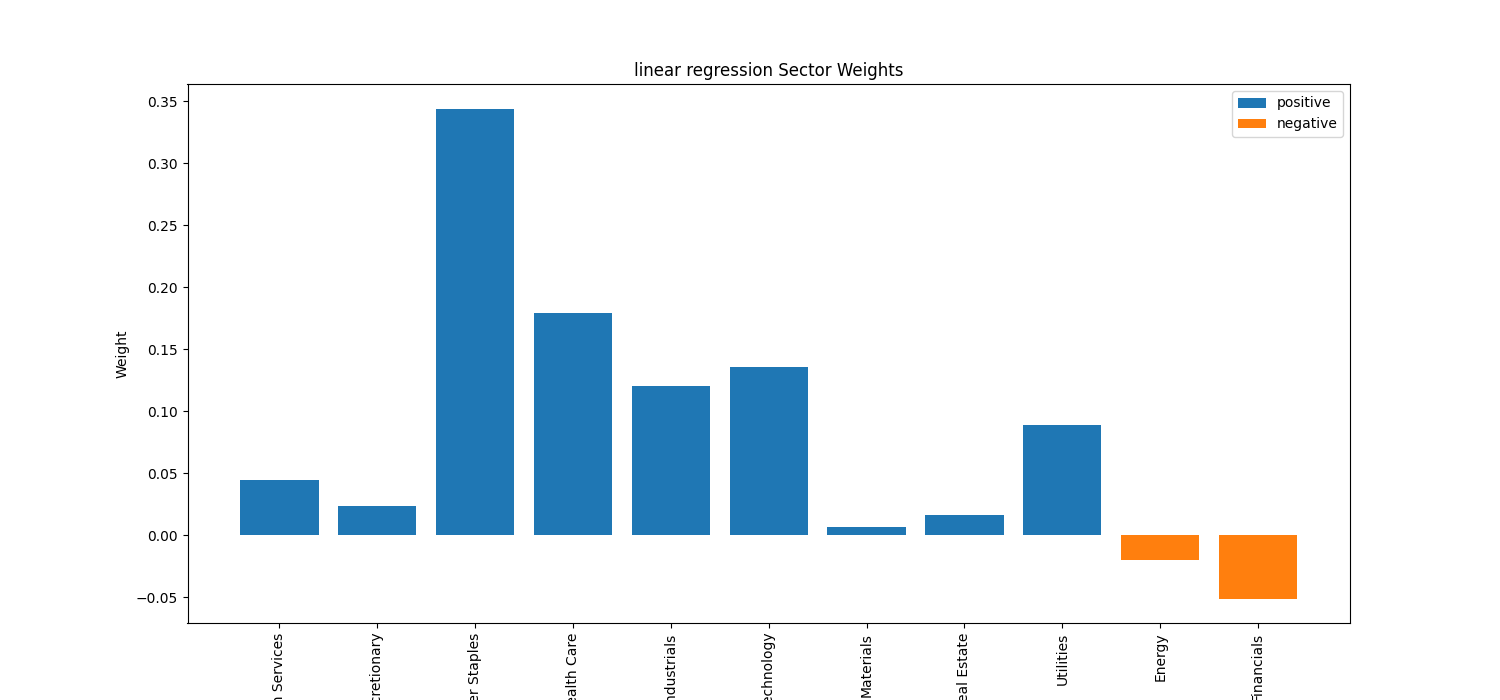 linear regression Sector Weights
positive
negative
0.35
0.30
0.25
0.20
0.15
0.10
0.05
0.00
−0.05
Weight
Services
cretionary
er Staples
ealth Care
ndustrials
echnology
Materials
eal Estate
Utilities
Energy
Financials